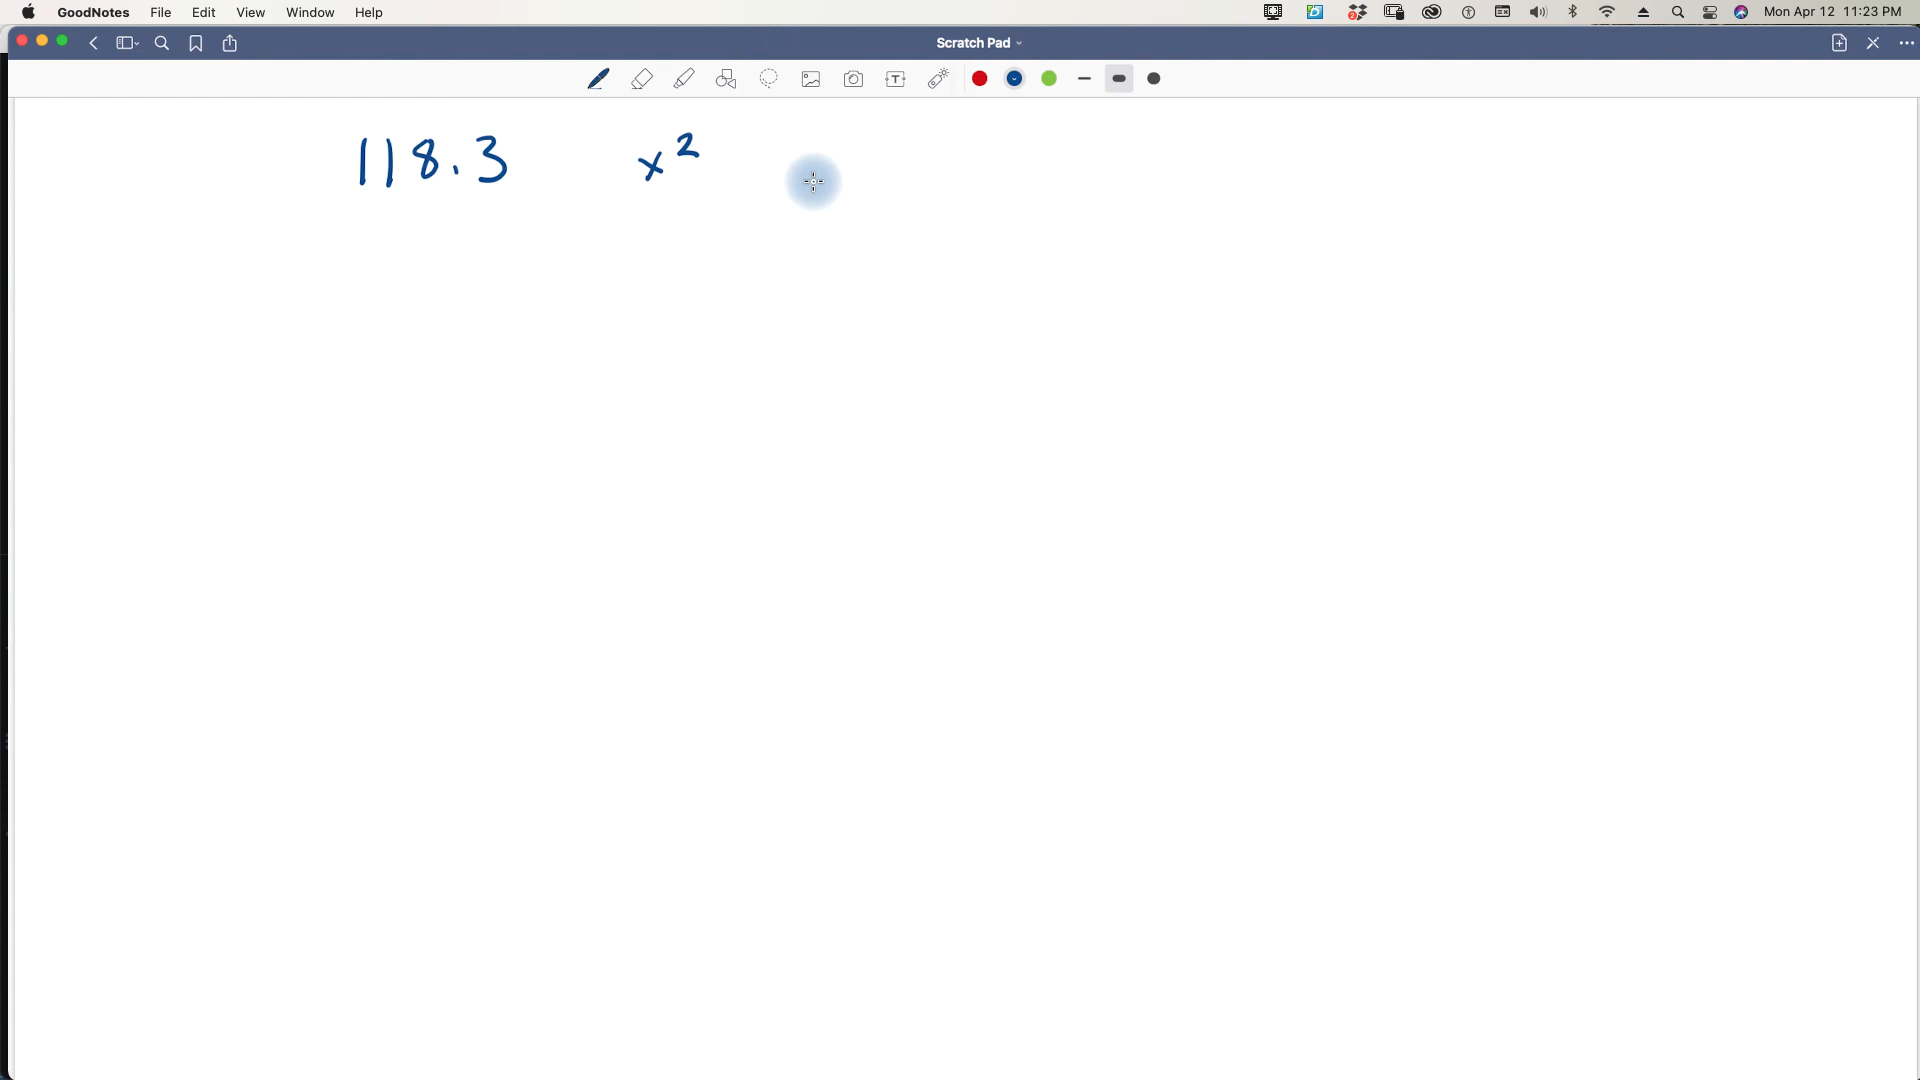 GoodNotes File Edit View Window Help Mon Apr 12 11:23 PM
Scratch Pad
118.3 x²